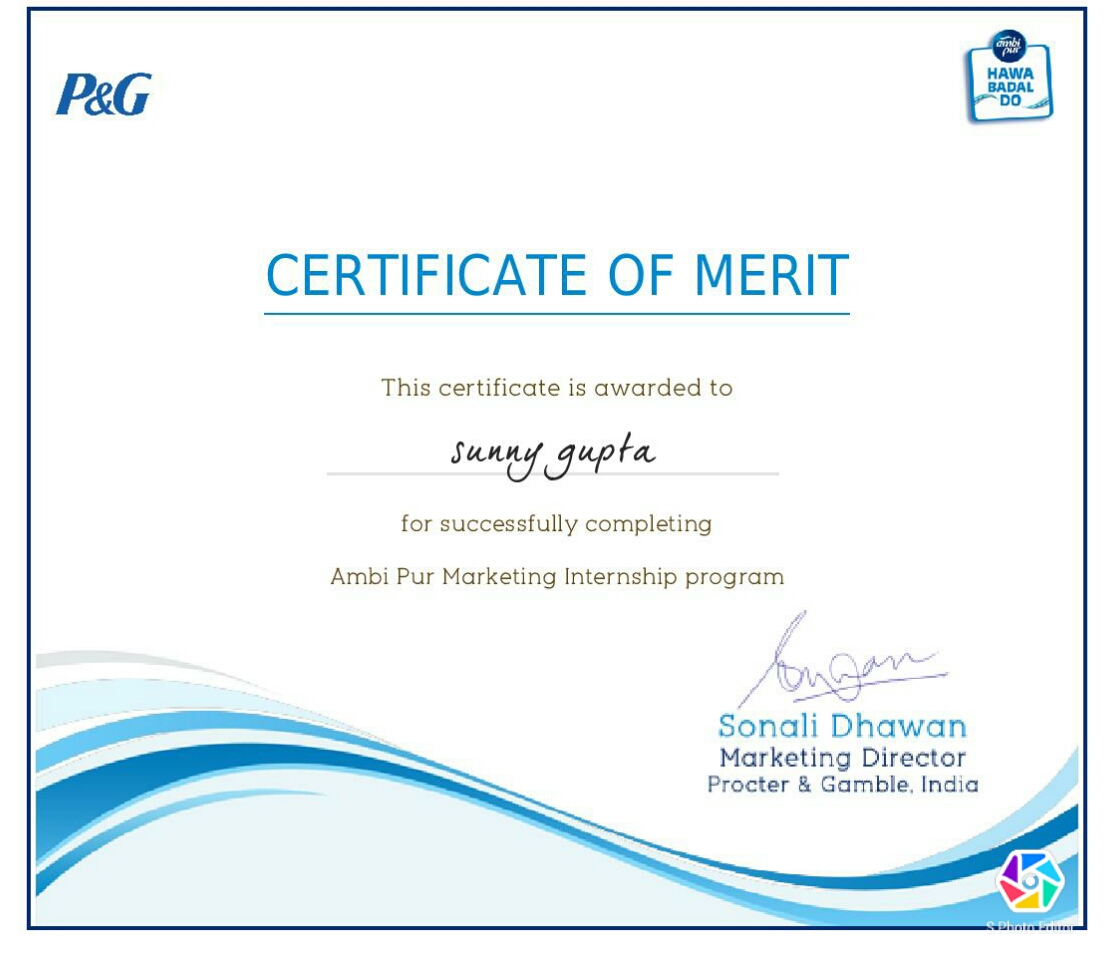 P&G
ambi
pur
HAWA
BADAL
DO
CERTIFICATE OF MERIT
This certificate is awarded to
sunny gupta
for successfully completing
Ambi Pur Marketing Internship program
Sonali Dhawan
Marketing Director
Procter & Gamble, India
S Photo Editor